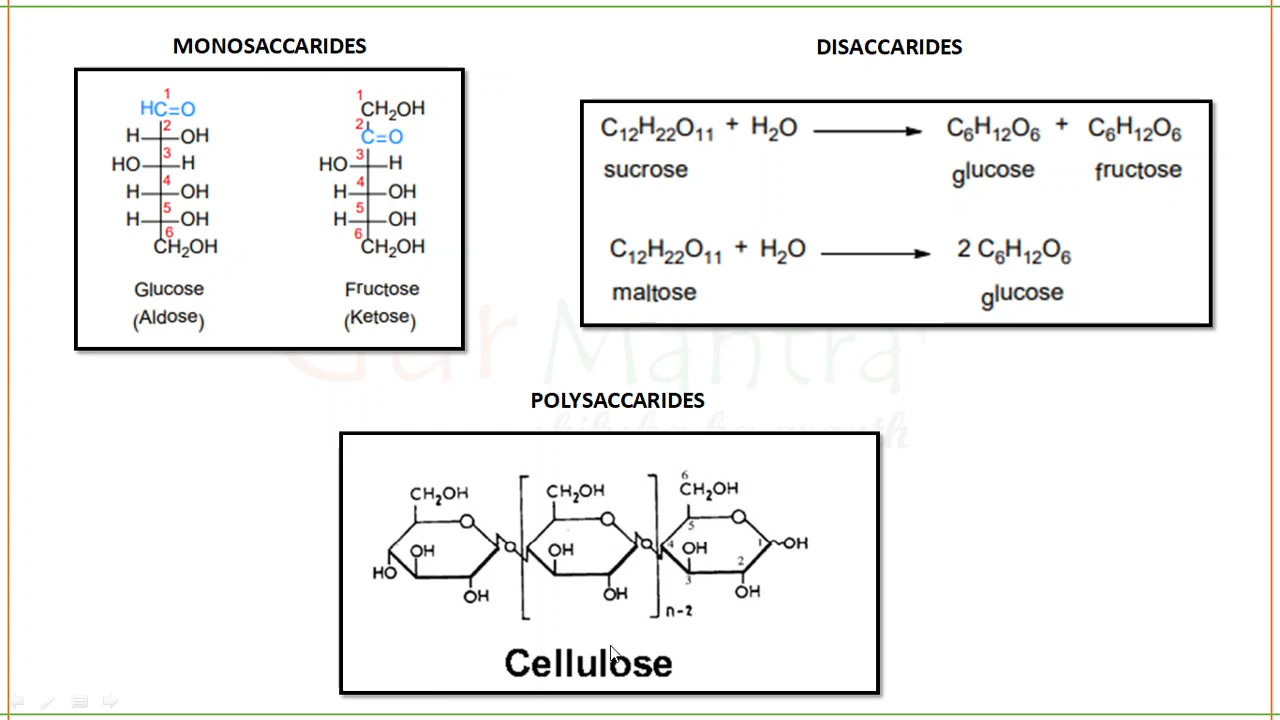 MONOSACCARIDES
1
HC=O
2
H OH
3
HO H
4
H OH
5
H OH
6
CH₂OH
Glucose
(Aldose)
1
CH₂OH
2
C=O
3
HO H
4
H OH
5
H OH
6
CH₂OH
Fructose
(Ketose)
DISACCARIDES
C₁₂H₂₂O₁₁ + H₂O C₆H₁₂O₆ + C₆H₁₂O₆
sucrose glucose fructose
C₁₂H₂₂O₁₁ + H₂O 2 C₆H₁₂O₆
maltose glucose
Gur Mantra
POLYSACCARIDES
6
CH₂OH CH₂OH CH₂OH
O O O
5
OH O OH O 4 OH 1 OH
HO 3 2
OH OH OH
n-2
Cellulose